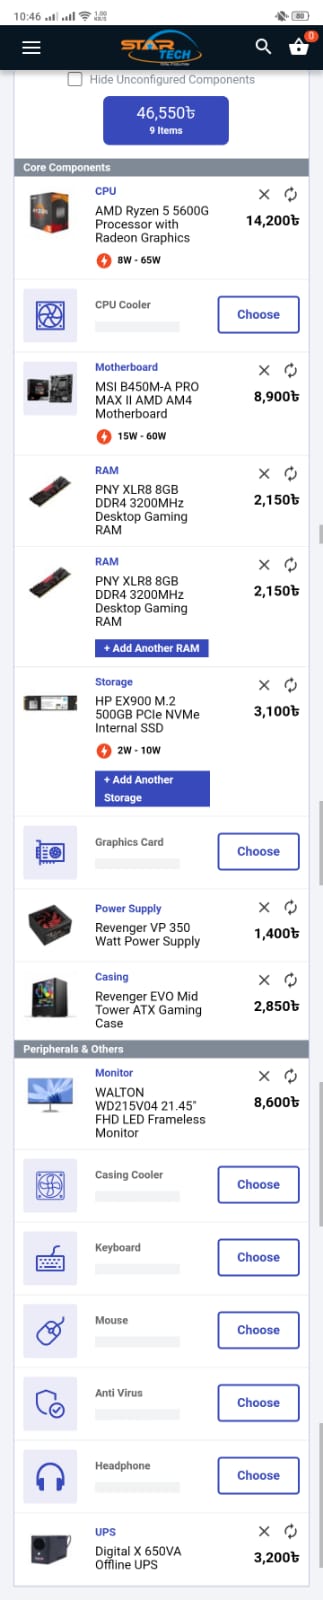 10:46
1.00
KB/S
80
STAR
TECH
0
Hide Unconfigured Components
46,550৳
9 Items
Core Components
CPU
AMD Ryzen 5 5600G
Processor with
Radeon Graphics
14,200৳
8W - 65W
CPU Cooler
Choose
Motherboard
MSI B450M-A PRO
MAX II AMD AM4
Motherboard
8,900৳
15W - 60W
RAM
PNY XLR8 8GB
DDR4 3200MHz
Desktop Gaming
RAM
2,150৳
RAM
PNY XLR8 8GB
DDR4 3200MHz
Desktop Gaming
RAM
2,150৳
+ Add Another RAM
Storage
HP EX900 M.2
500GB PCIe NVMe
Internal SSD
3,100৳
2W - 10W
+ Add Another
Storage
Graphics Card
Choose
Power Supply
Revenger VP 350
Watt Power Supply
1,400৳
Casing
Revenger EVO Mid
Tower ATX Gaming
Case
2,850৳
Peripherals & Others
Monitor
WALTON
WD215V04 21.45"
FHD LED Frameless
Monitor
8,600৳
Casing Cooler
Choose
Keyboard
Choose
Mouse
Choose
Anti Virus
Choose
Headphone
Choose
UPS
Digital X 650VA
Offline UPS
3,200৳